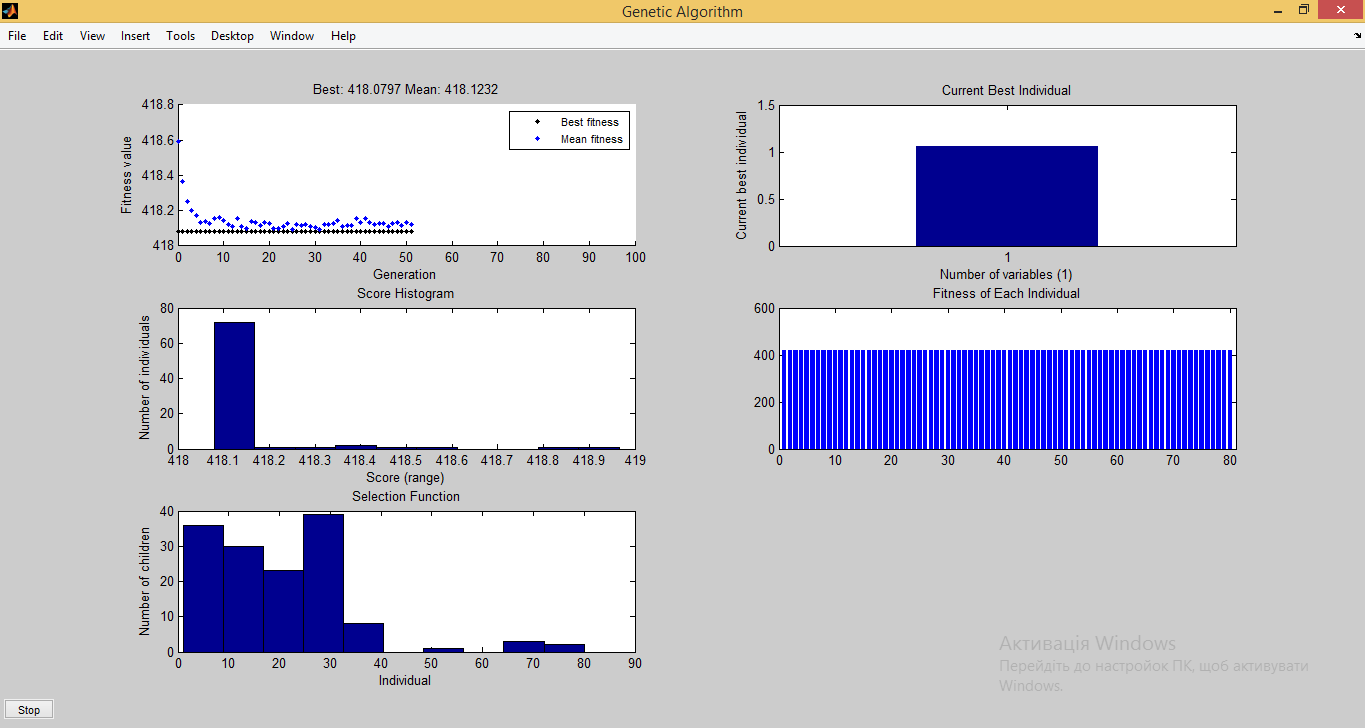 Genetic Algorithm
File Edit View Insert Tools Desktop Window Help
Best: 418.0797 Mean: 418.1232
418.8
418.6
418.4
418.2
418
Fitness value
Best fitness
Mean fitness
0 10 20 30 40 50 60 70 80 90 100
Generation
Current Best Individual
1.5
1
0.5
0
Current best individual
1
Number of variables (1)
Score Histogram
80
60
40
20
0
Number of individuals
418 418.1 418.2 418.3 418.4 418.5 418.6 418.7 418.8 418.9 419
Score (range)
Fitness of Each Individual
600
400
200
0
0 10 20 30 40 50 60 70 80
Selection Function
40
30
20
10
0
Number of children
0 10 20 30 40 50 60 70 80 90
Individual
Активація Windows
Перейдіть до настройок ПК, щоб активувати
Windows.
Stop